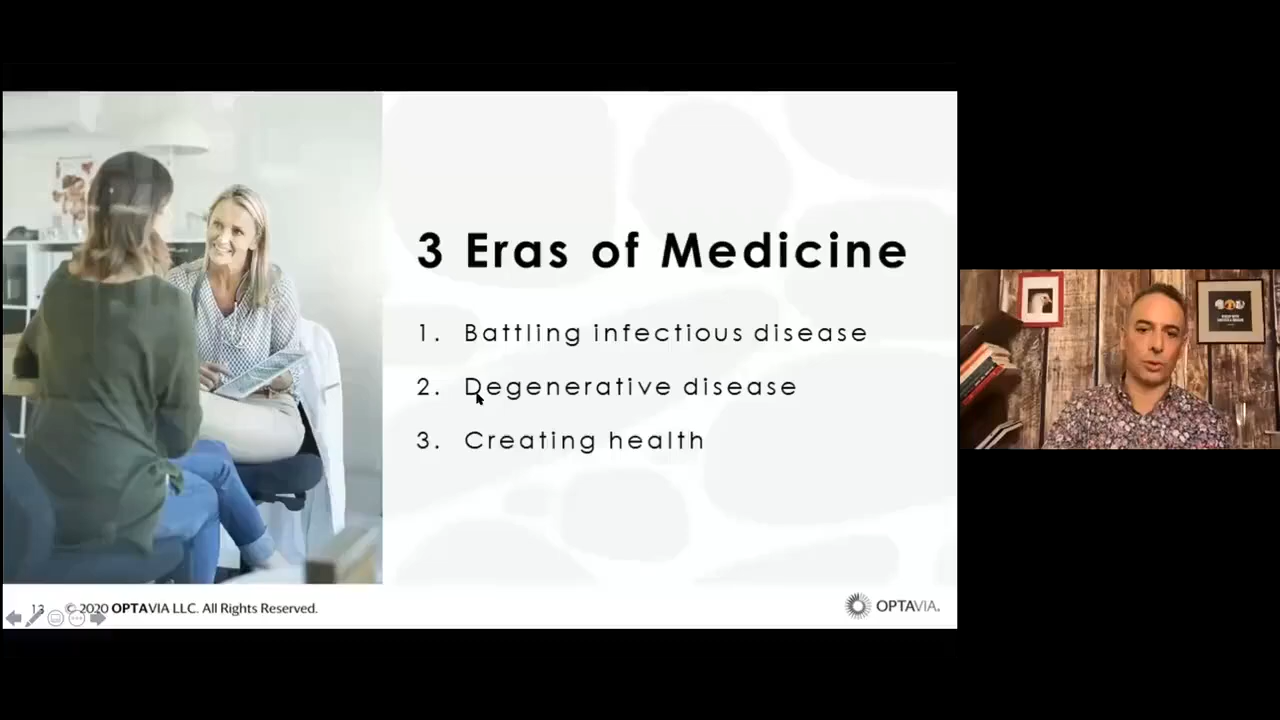 3 Eras of Medicine
1. Battling infectious disease
2. Degenerative disease
3. Creating health
13 © 2020 OPTAVIA LLC. All Rights Reserved.
OPTAVIA.